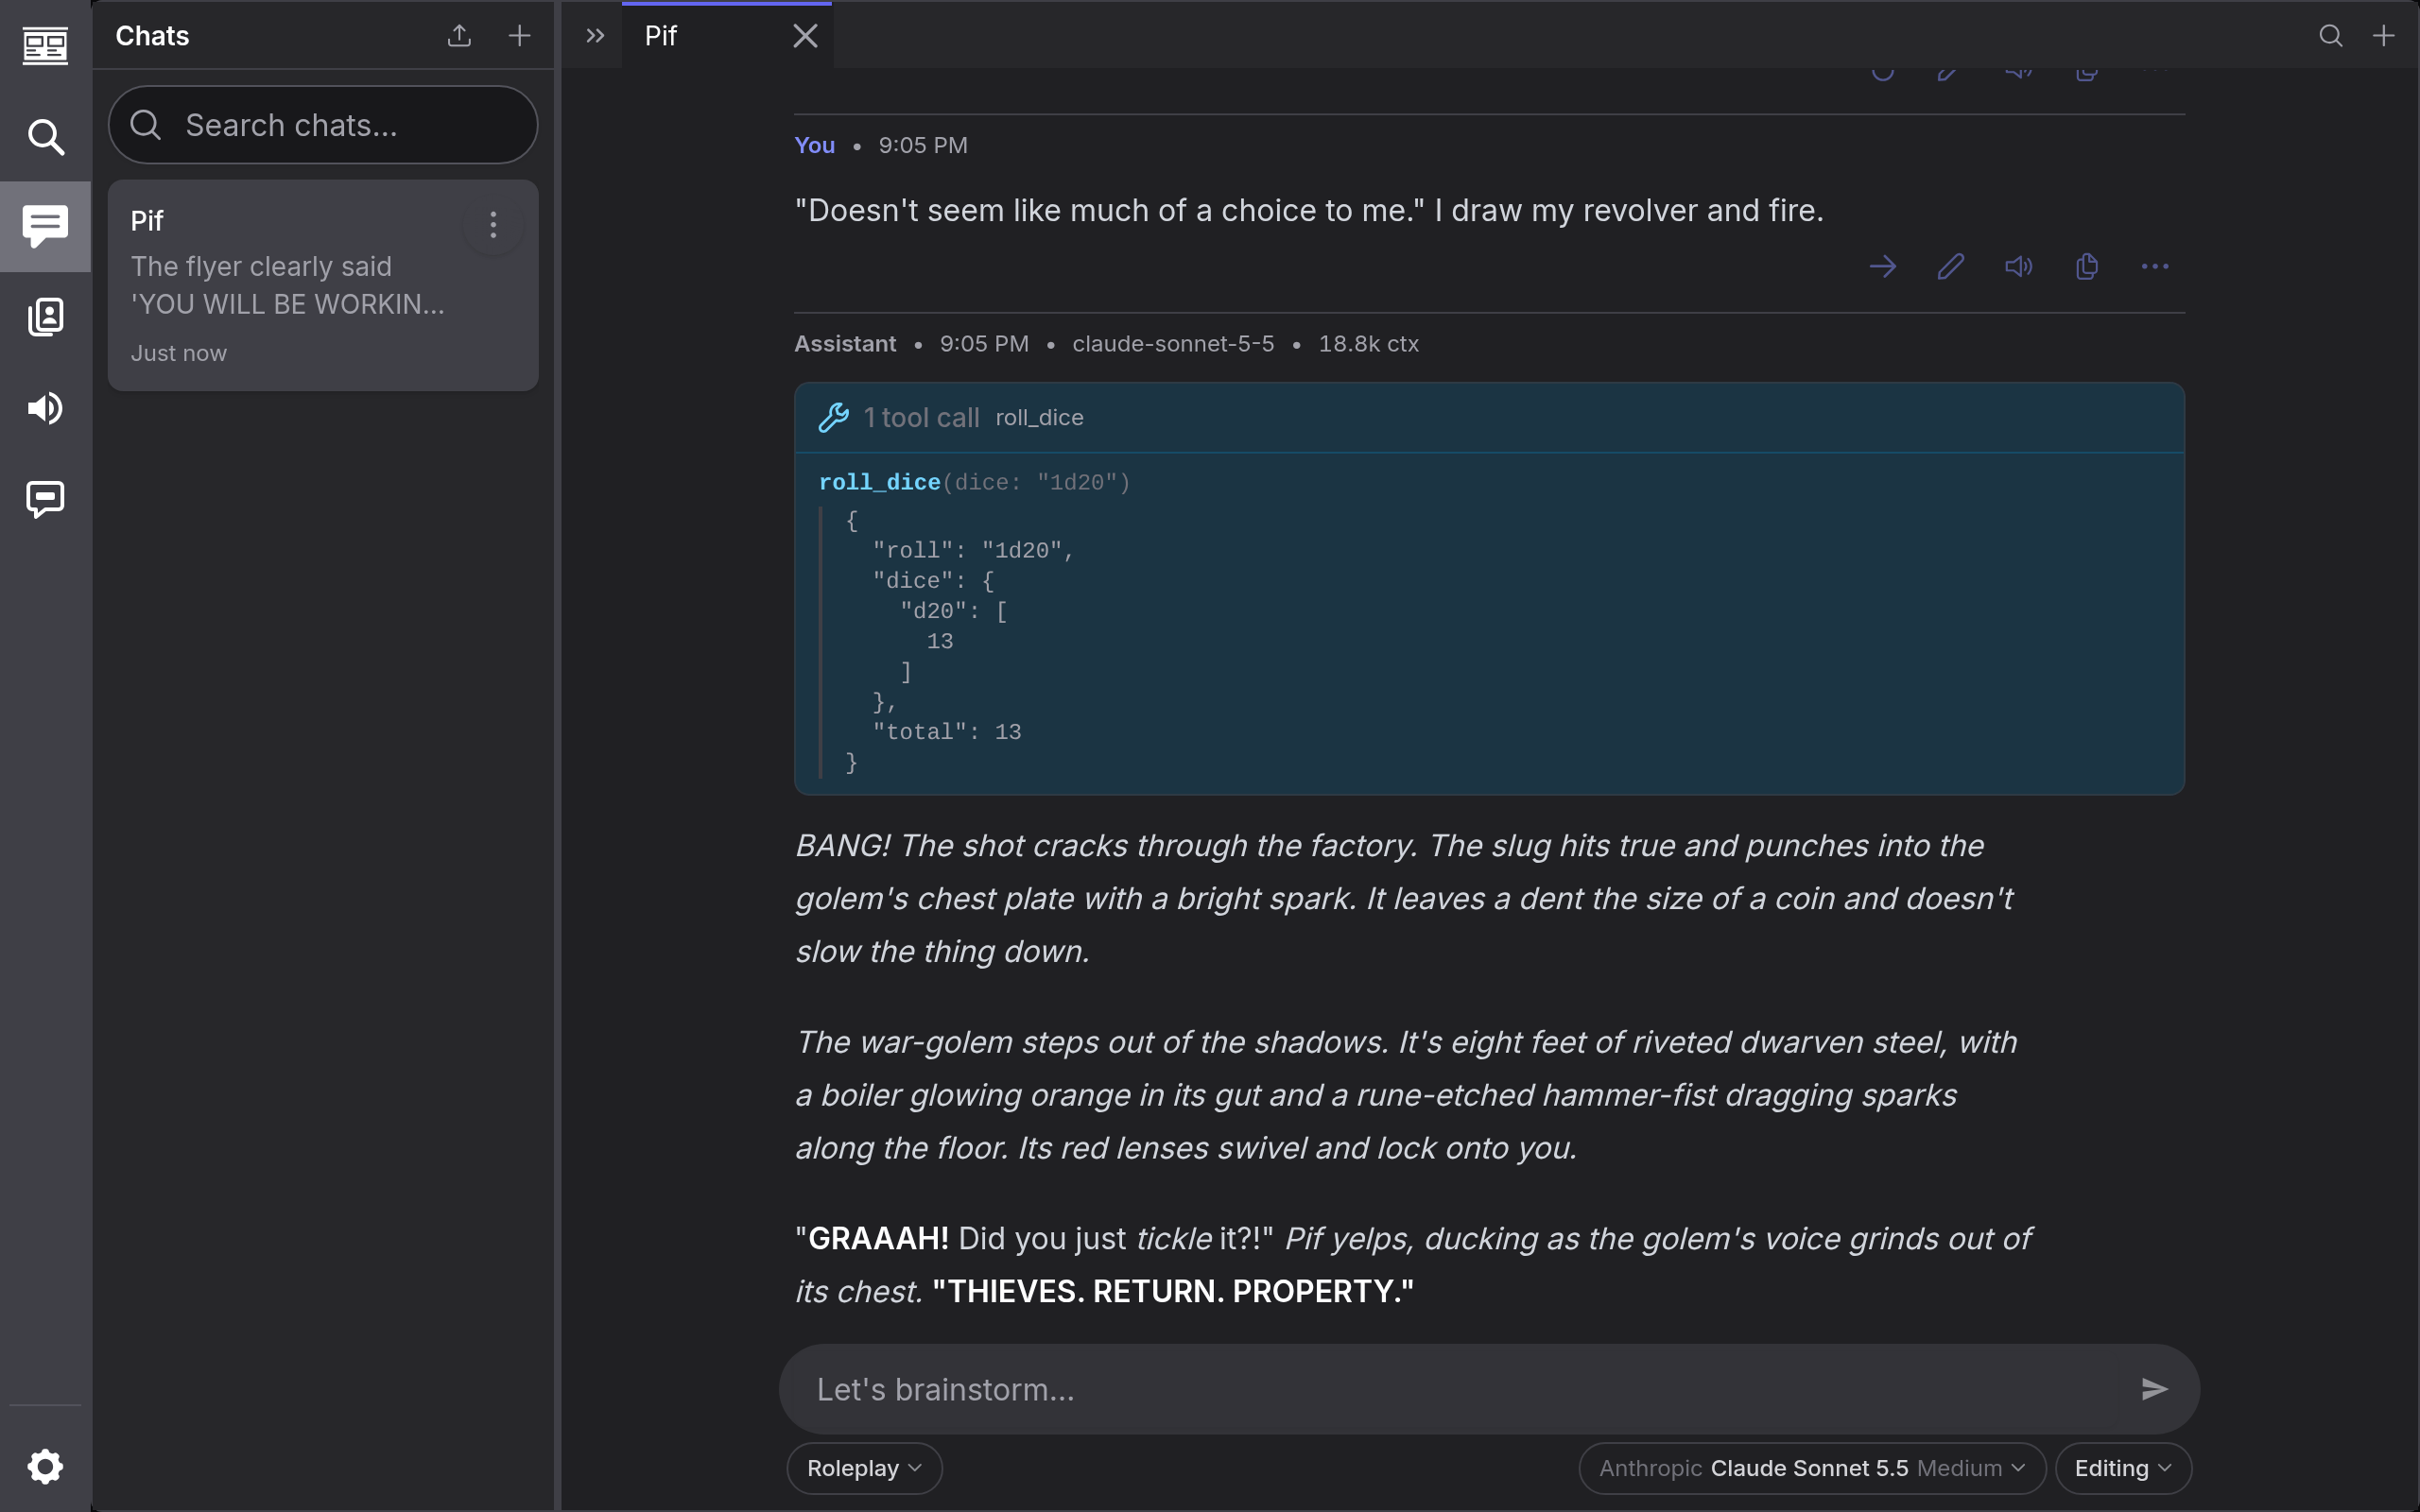 Chats
Pif
Search chats...
Pif
The flyer clearly said
'YOU WILL BE WORKIN...
Just now
You • 9:05 PM
"Doesn't seem like much of a choice to me." I draw my revolver and fire.
Assistant • 9:05 PM • claude-sonnet-5-5 • 18.8k ctx
1 tool call roll_dice
roll_dice(dice: "1d20")
{
"roll": "1d20",
"dice": {
"d20": [
13
]
},
"total": 13
}
BANG! The shot cracks through the factory. The slug hits true and punches into the
golem's chest plate with a bright spark. It leaves a dent the size of a coin and doesn't
slow the thing down.
The war-golem steps out of the shadows. It's eight feet of riveted dwarven steel, with
a boiler glowing orange in its gut and a rune-etched hammer-fist dragging sparks
along the floor. Its red lenses swivel and lock onto you.
"GRAAAH! Did you just tickle it?!" Pif yelps, ducking as the golem's voice grinds out of
its chest. "THIEVES. RETURN. PROPERTY."
Let's brainstorm...
Roleplay
Anthropic Claude Sonnet 5.5 Medium
Editing